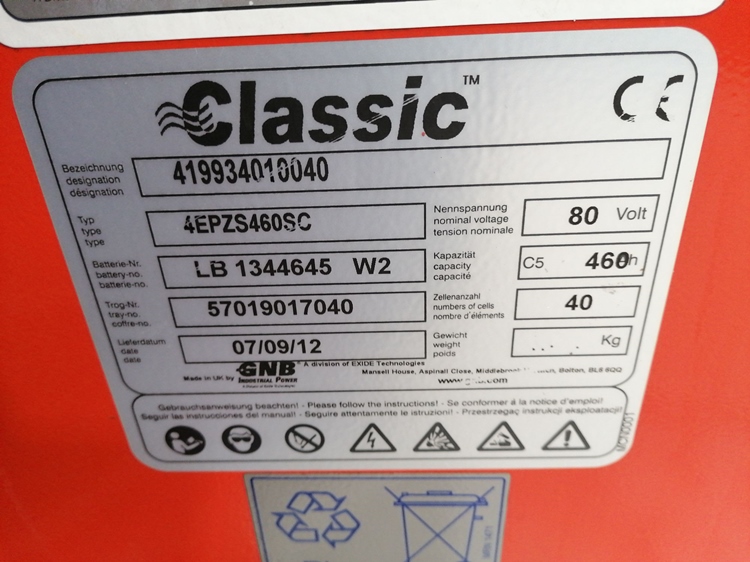 Classic™
CE
Bezeichnung
designation
désignation
419934010040
Typ
type
type
4EPZS460SC
Nennspannung
nominal voltage
tension nominale
80 Volt
Batterie-Nr.
battery-no.
batterie-no.
LB 1344645 W2
Kapazität
capacity
capacité
C5 460
Trog-Nr.
tray-no.
coffre-no.
57019017040
Zellenanzahl
numbers of cells
nombre d'éléments
40
Lieferdatum
date
date
07/09/12
Gewicht
weight
poids
Kg
Made in UK by
GNB®
INDUSTRIAL POWER
A division of EXIDE Technologies
Mansell House, Aspinall Close, Bolton, BL6 6QQ
Gebrauchsanweisung beachten! - Please follow the instructions! - Se conformer à la notice d'emploi!
Seguir las instrucciones del manual! - Seguire attentamente le istruzioni! - Przestrzegaç instrukcji eksploatacji!